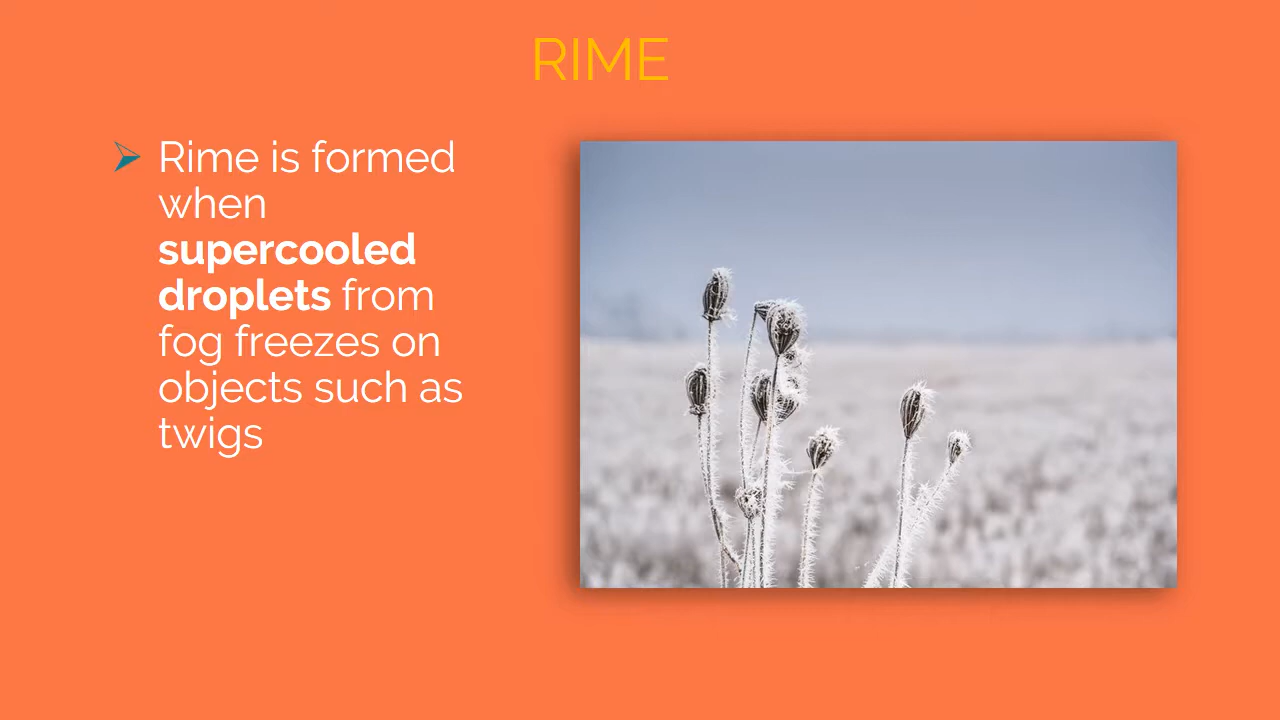 RIME
Rime is formed
when
supercooled
droplets from
fog freezes on
objects such as
twigs